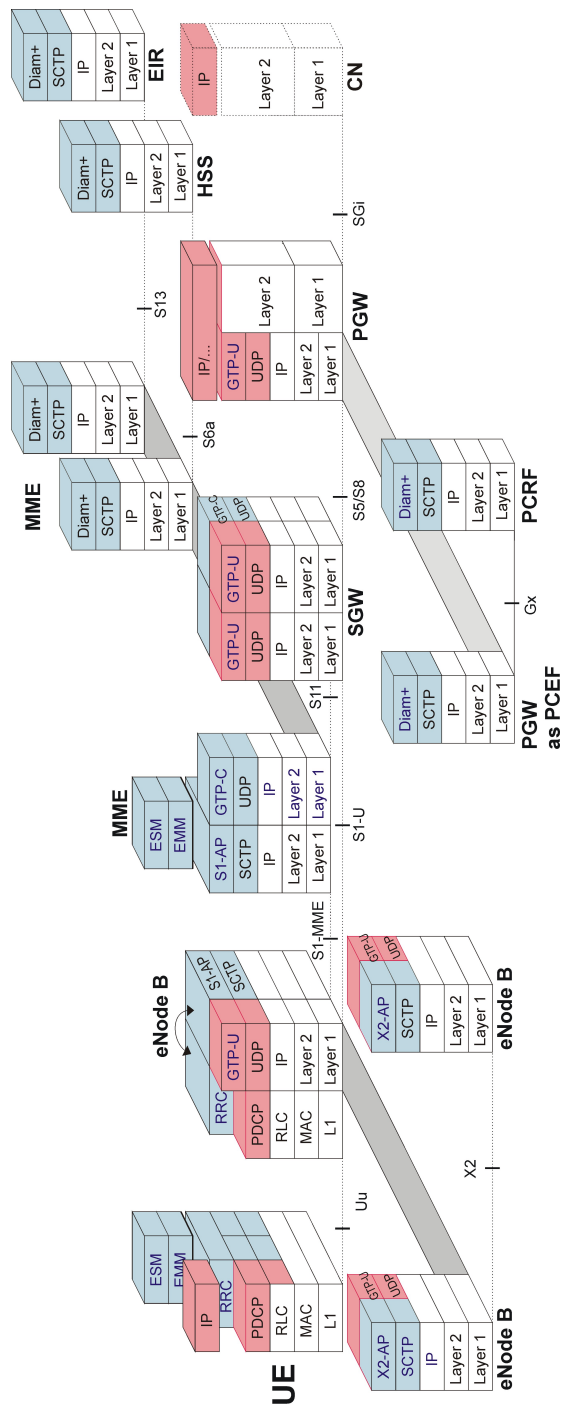 UE
ESM
EMM
IP
RRC
PDCP
RLC
MAC
L1
Uu
eNode B
RRC
PDCP
RLC
MAC
L1
GTP-U
UDP
IP
Layer 2
Layer 1
S1-AP
SCTP
S1-MME
S1-U
MME
ESM
EMM
S1-AP
SCTP
IP
Layer 2
Layer 1
GTP-C
UDP
IP
Layer 2
Layer 1
S11
SGW
GTP-U
UDP
IP
Layer 2
Layer 1
GTP-U
UDP
IP
Layer 2
Layer 1
GTP-C
UDP
S5/S8
MME
Diam+
SCTP
IP
Layer 2
Layer 1
Diam+
SCTP
IP
Layer 2
Layer 1
S6a
S13
PGW
IP/...
GTP-U
UDP
IP
Layer 2
Layer 1
Layer 2
Layer 1
SGi
HSS
Diam+
SCTP
IP
Layer 2
Layer 1
EIR
Diam+
SCTP
IP
Layer 2
Layer 1
CN
IP
Layer 2
Layer 1
eNode B
X2-AP
SCTP
IP
Layer 2
Layer 1
GTP-U
UDP
X2
eNode B
X2-AP
SCTP
IP
Layer 2
Layer 1
GTP-U
UDP
PGW
as PCEF
Diam+
SCTP
IP
Layer 2
Layer 1
Gx
PCRF
Diam+
SCTP
IP
Layer 2
Layer 1